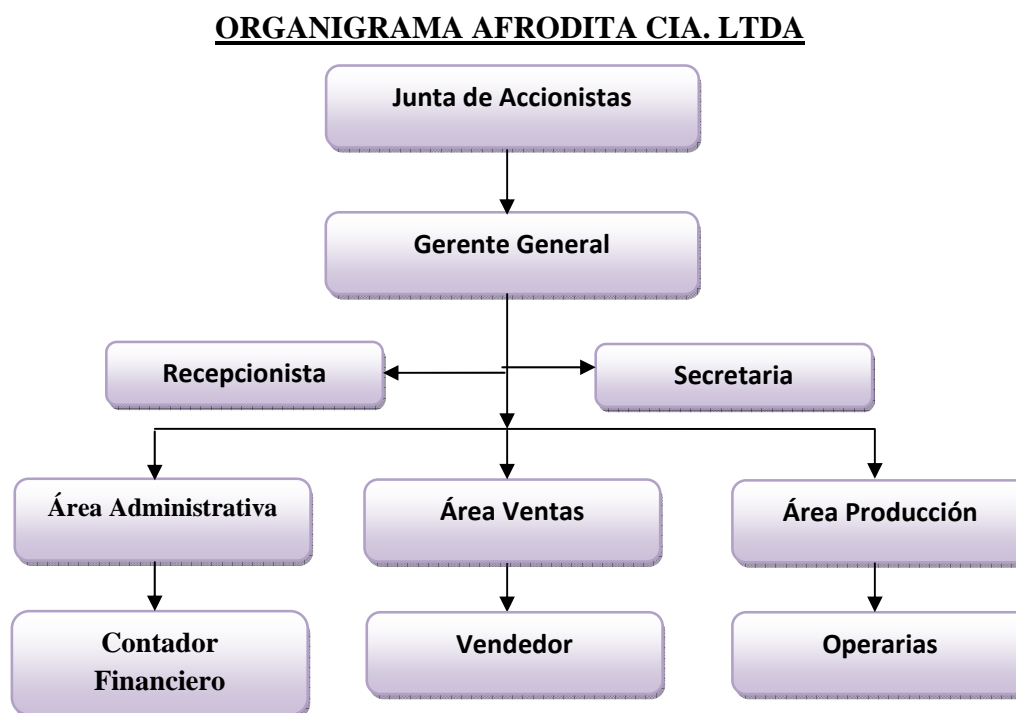 ORGANIGRAMA AFRODITA CIA. LTDA
Junta de Accionistas
Gerente General
Recepcionista
Secretaria
Área Administrativa
Área Ventas
Área Producción
Contador
Financiero
Vendedor
Operarias